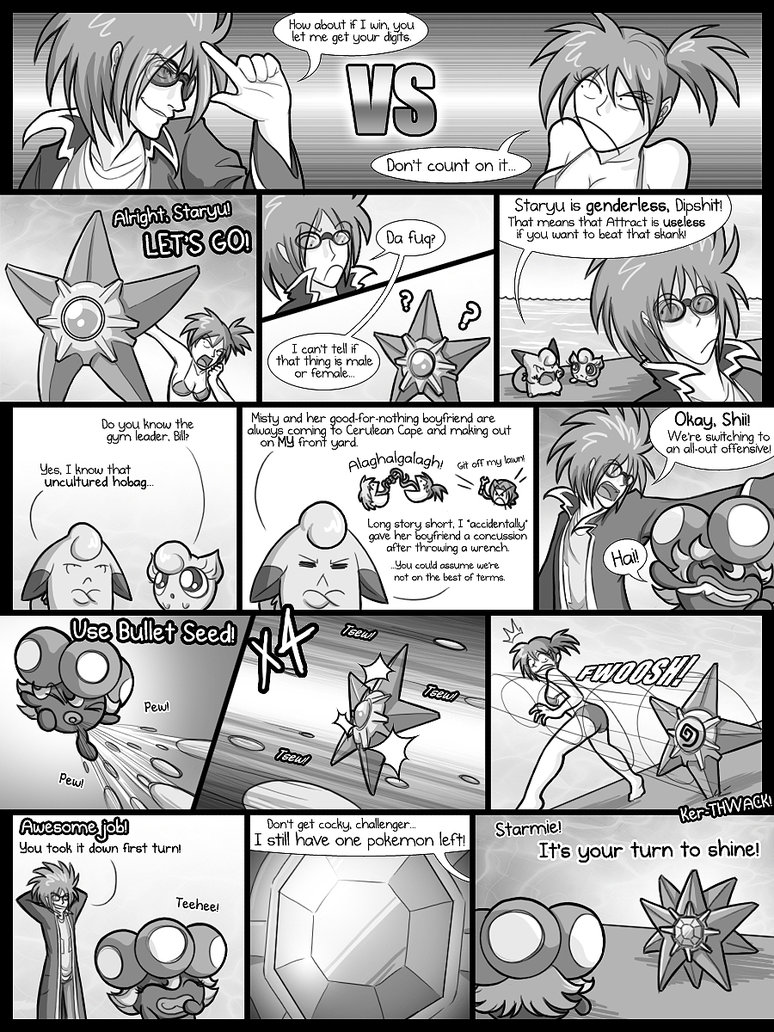 How about if I win, you
let me get your digits.
VS
Don't count on it...
Alright, Staryu!
LET'S GO!
Da fuq?
I can't tell if
that thing is male
or female...
?
?
Staryu is genderless, Dipshit!
That means that Attract is useless
if you want to beat that skank!
Do you know the
gym leader, Bill?
Yes, I know that
uncultured hobag...
Misty and her good-for-nothing boyfriend are
always coming to Cerulean Cape and making out
on MY front yard.
Alaghalgalagh!
Git off my lawn!
Long story short, I "accidentally"
gave her boyfriend a concussion
after throwing a wrench.
...You could assume we're
not on the best of terms.
Okay, Shii!
We're switching to
an all-out offensive!
Hai!
Use Bullet Seed!
Pew!
Pew!
x4
Tsew!
Tsew!
Tsew!
FWOOSH!
Ker-THWACK!
Awesome job!
You took it down first turn!
Teehee!
Don't get cocky, challenger...
I still have one pokemon left!
Starmie!
It's your turn to shine!